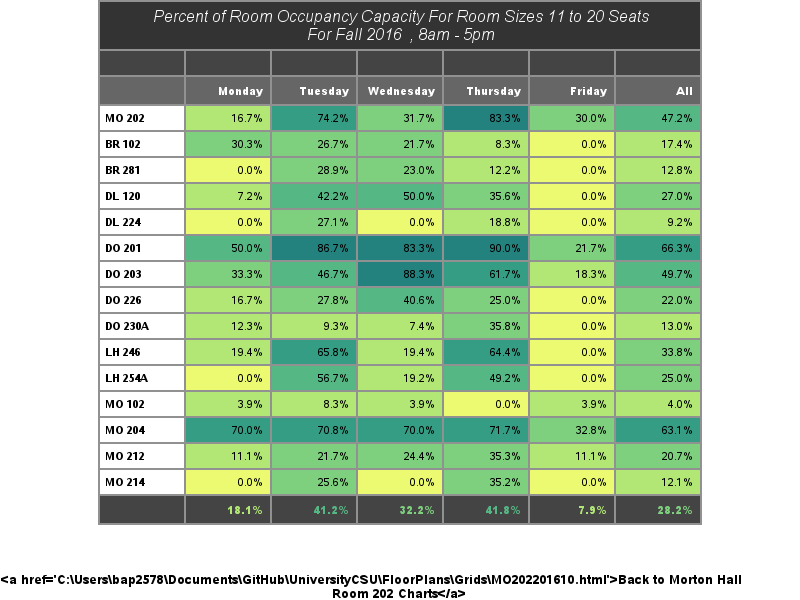 Percent of Room Occupancy Capacity For Room Sizes 11 to 20 Seats
For Fall 2016 , 8am - 5pm
Monday Tuesday Wednesday Thursday Friday All
MO 202 16.7% 74.2% 31.7% 83.3% 30.0% 47.2%
BR 102 30.3% 26.7% 21.7% 8.3% 0.0% 17.4%
BR 281 0.0% 28.9% 23.0% 12.2% 0.0% 12.8%
DL 120 7.2% 42.2% 50.0% 35.6% 0.0% 27.0%
DL 224 0.0% 27.1% 0.0% 18.8% 0.0% 9.2%
DO 201 50.0% 86.7% 83.3% 90.0% 21.7% 66.3%
DO 203 33.3% 46.7% 88.3% 61.7% 18.3% 49.7%
DO 226 16.7% 27.8% 40.6% 25.0% 0.0% 22.0%
DO 230A 12.3% 9.3% 7.4% 35.8% 0.0% 13.0%
LH 246 19.4% 65.8% 19.4% 64.4% 0.0% 33.8%
LH 254A 0.0% 56.7% 19.2% 49.2% 0.0% 25.0%
MO 102 3.9% 8.3% 3.9% 0.0% 3.9% 4.0%
MO 204 70.0% 70.8% 70.0% 71.7% 32.8% 63.1%
MO 212 11.1% 21.7% 24.4% 35.3% 11.1% 20.7%
MO 214 0.0% 25.6% 0.0% 35.2% 0.0% 12.1%
18.1% 41.2% 32.2% 41.8% 7.9% 28.2%
<a href='C:\Users\bap2578\Documents\GitHub\UniversityCSU\FloorPlans\Grids\MO202201610.html'>Back to Morton Hall
Room 202 Charts</a>